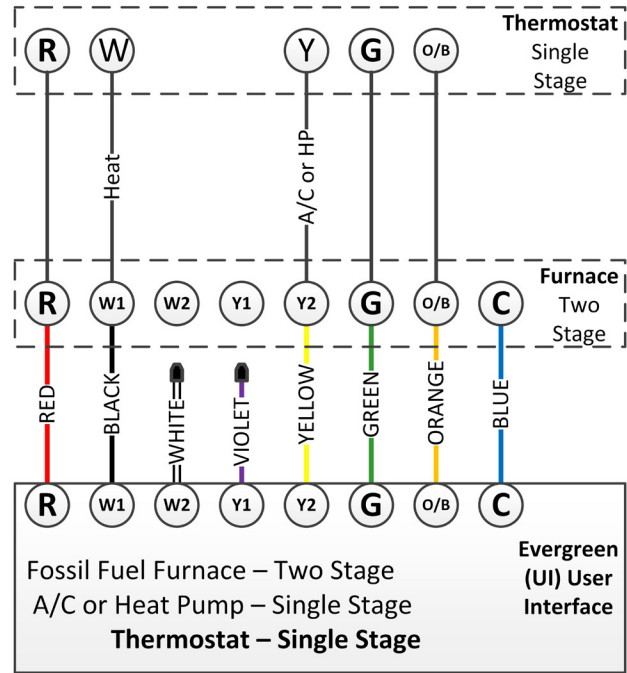 R W Y G O/B Thermostat
Single
Stage
Heat
A/C or HP
R W1 W2 Y1 Y2 G O/B C Furnace
Two
Stage
RED BLACK WHITE VIOLET YELLOW GREEN ORANGE BLUE
R W1 W2 Y1 Y2 G O/B C
Evergreen
(UI) User
Interface
Fossil Fuel Furnace – Two Stage
A/C or Heat Pump – Single Stage
Thermostat – Single Stage